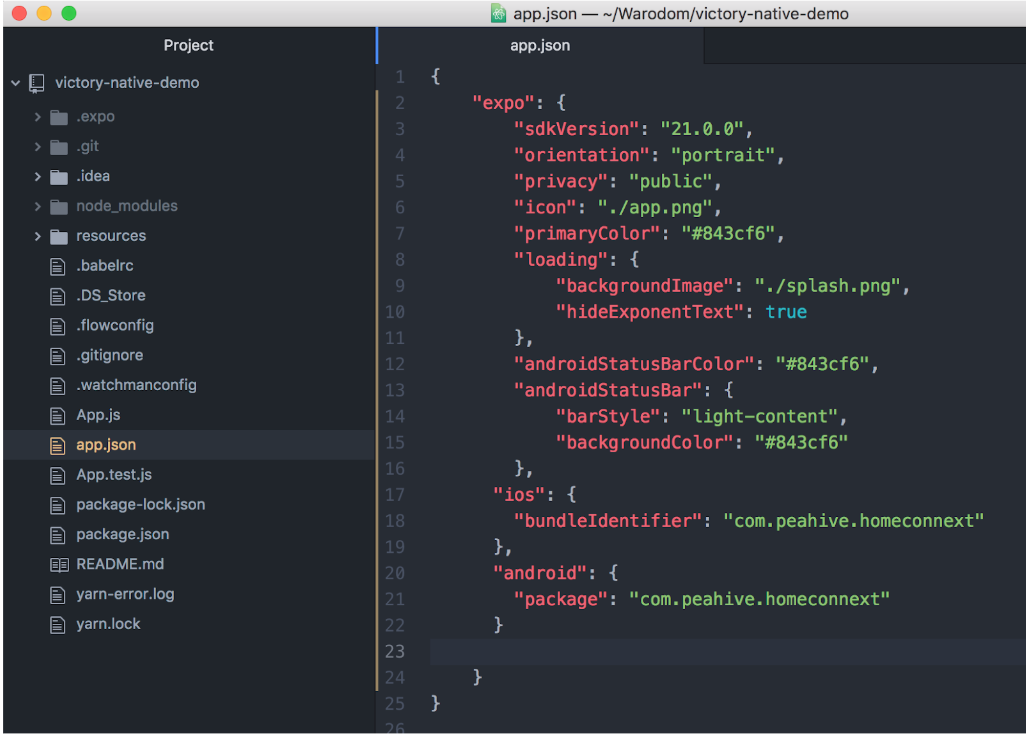 app.json — ~/Warodom/victory-native-demo
Project
victory-native-demo
.expo
.git
.idea
node_modules
resources
.babelrc
.DS_Store
.flowconfig
.gitignore
.watchmanconfig
App.js
app.json
App.test.js
package-lock.json
package.json
README.md
yarn-error.log
yarn.lock
app.json
1 {
2     "expo": {
3         "sdkVersion": "21.0.0",
4         "orientation": "portrait",
5         "privacy": "public",
6         "icon": "./app.png",
7         "primaryColor": "#843cf6",
8         "loading": {
9             "backgroundImage": "./splash.png",
10             "hideExponentText": true
11         },
12         "androidStatusBarColor": "#843cf6",
13         "androidStatusBar": {
14             "barStyle": "light-content",
15             "backgroundColor": "#843cf6"
16         },
17       "ios": {
18         "bundleIdentifier": "com.peahive.homeconnext"
19       },
20       "android": {
21         "package": "com.peahive.homeconnext"
22       }
23
24     }
25 }
26